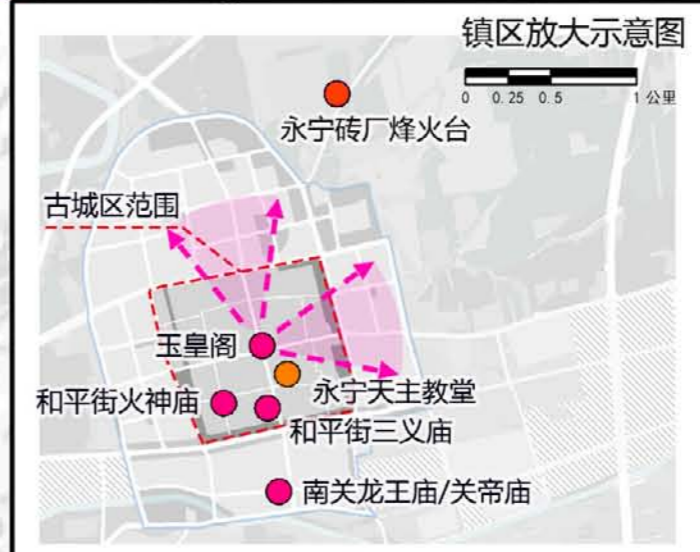 镇区放大示意图
0 0.25 0.5 1 公里
永宁砖厂烽火台
古城区范围
玉皇阁
永宁天主教堂
和平街火神庙
和平街三义庙
南关龙王庙/关帝庙